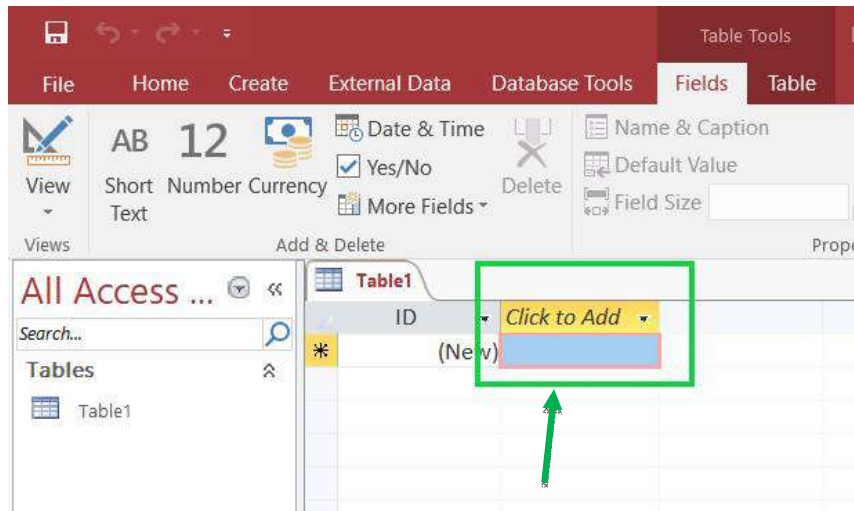 Table Tools
File Home Create External Data Database Tools Fields Table
View
Views
AB
Short
Text
12
Number
Currency
Date & Time
Yes/No
More Fields
Delete
Add & Delete
Name & Caption
Default Value
Field Size
All Access ...
Search...
Tables
Table1
Table1
ID Click to Add
(New)